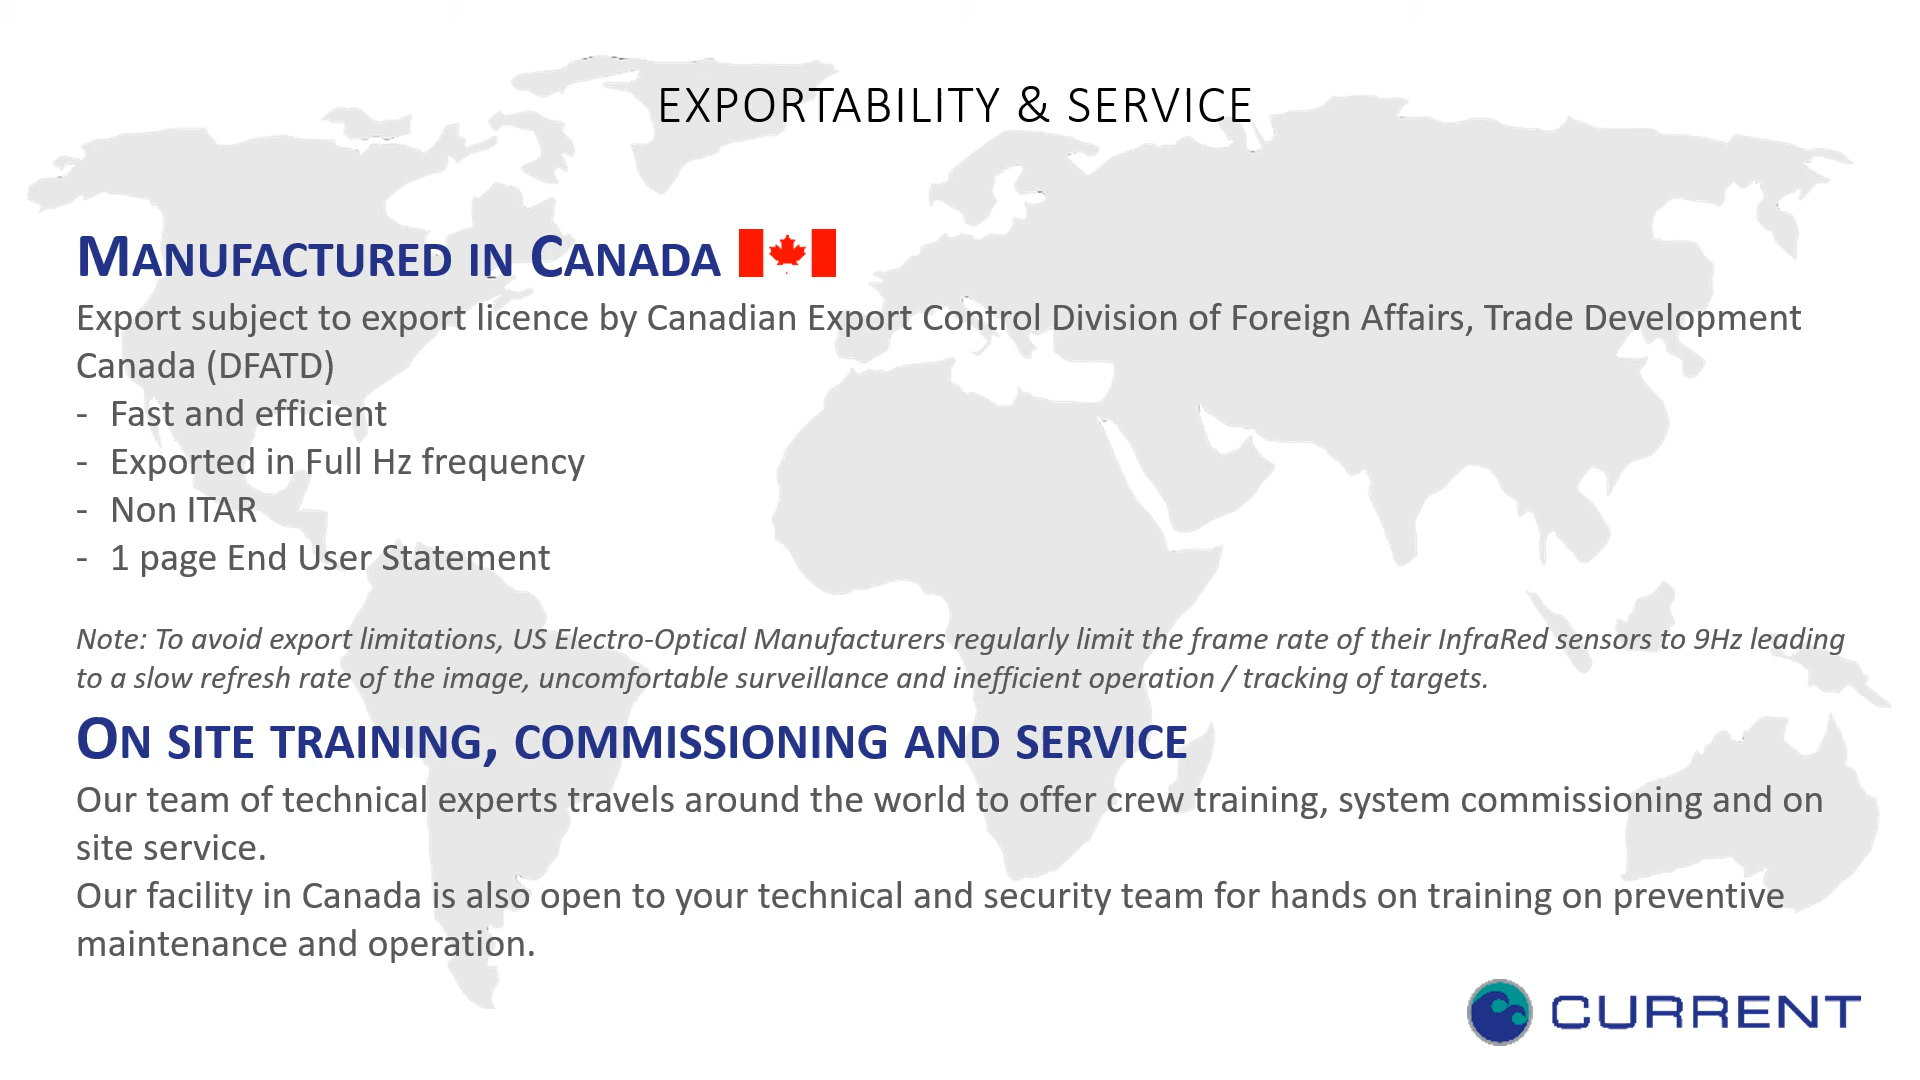 EXPORTABILITY & SERVICE
MANUFACTURED IN CANADA
Export subject to export licence by Canadian Export Control Division of Foreign Affairs, Trade Development
Canada (DFATD)
- Fast and efficient
- Exported in Full Hz frequency
- Non ITAR
- 1 page End User Statement
Note: To avoid export limitations, US Electro-Optical Manufacturers regularly limit the frame rate of their InfraRed sensors to 9Hz leading
to a slow refresh rate of the image, uncomfortable surveillance and inefficient operation / tracking of targets.
ON SITE TRAINING, COMMISSIONING AND SERVICE
Our team of technical experts travels around the world to offer crew training, system commissioning and on
site service.
Our facility in Canada is also open to your technical and security team for hands on training on preventive
maintenance and operation.
CURRENT